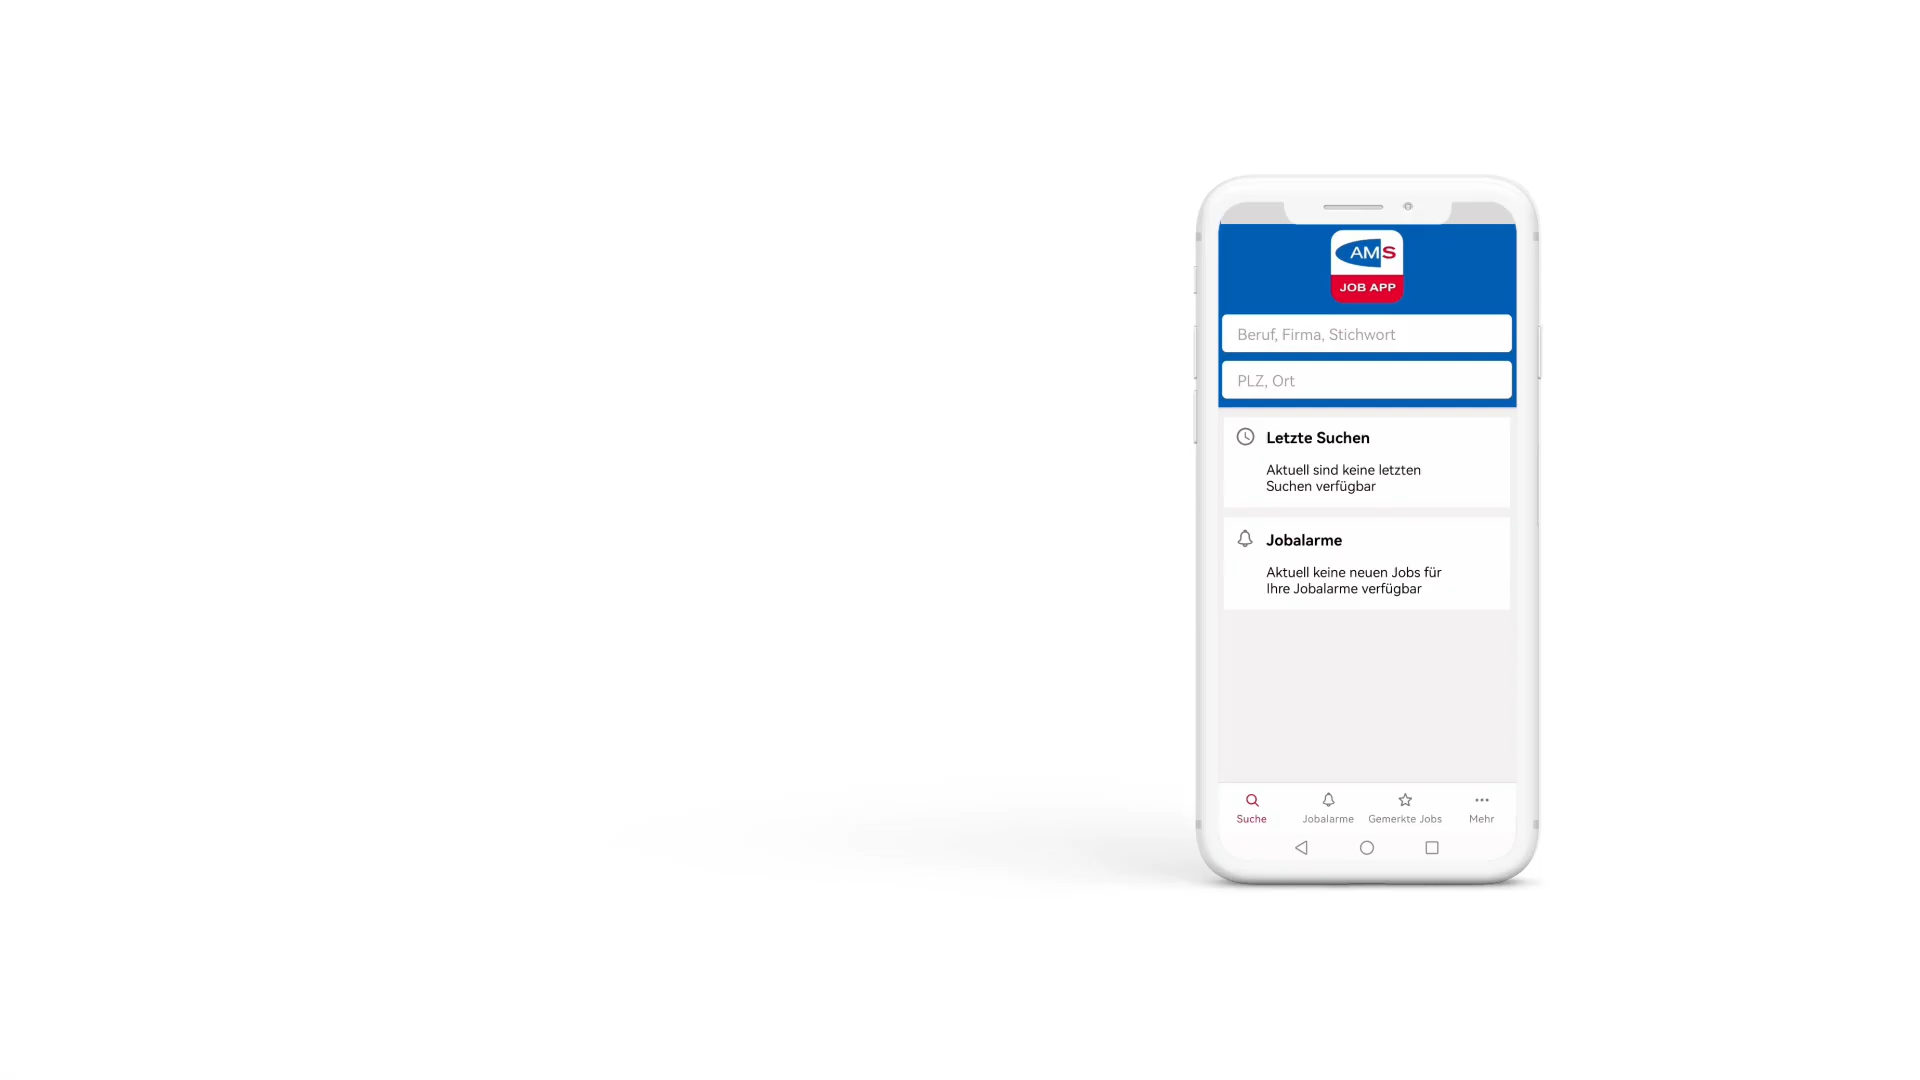 AMS
JOB APP
Beruf, Firma, Stichwort
PLZ, Ort
Letzte Suchen
Aktuell sind keine letzten
Suchen verfügbar
Jobalarme
Aktuell keine neuen Jobs für
Ihre Jobalarme verfügbar
Suche Jobalarme Gemerkte Jobs Mehr